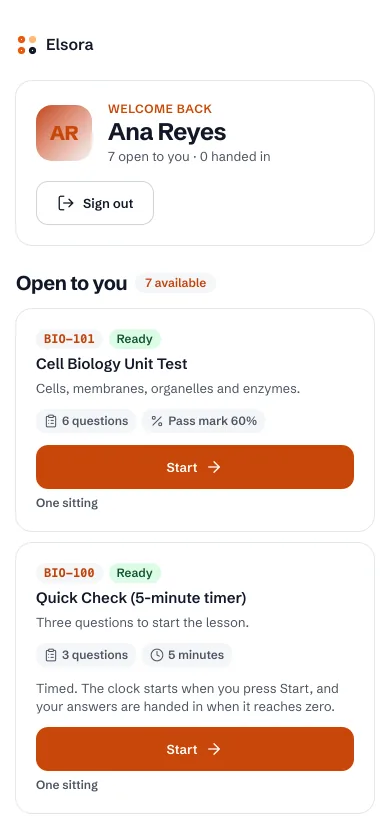 Elsora
AR
WELCOME BACK
Ana Reyes
7 open to you · 0 handed in
Sign out
Open to you
7 available
BIO-101
Ready
Cell Biology Unit Test
Cells, membranes, organelles and enzymes.
6 questions
Pass mark 60%
Start
One sitting
BIO-100
Ready
Quick Check (5-minute timer)
Three questions to start the lesson.
3 questions
5 minutes
Timed. The clock starts when you press Start, and
your answers are handed in when it reaches zero.
Start
One sitting